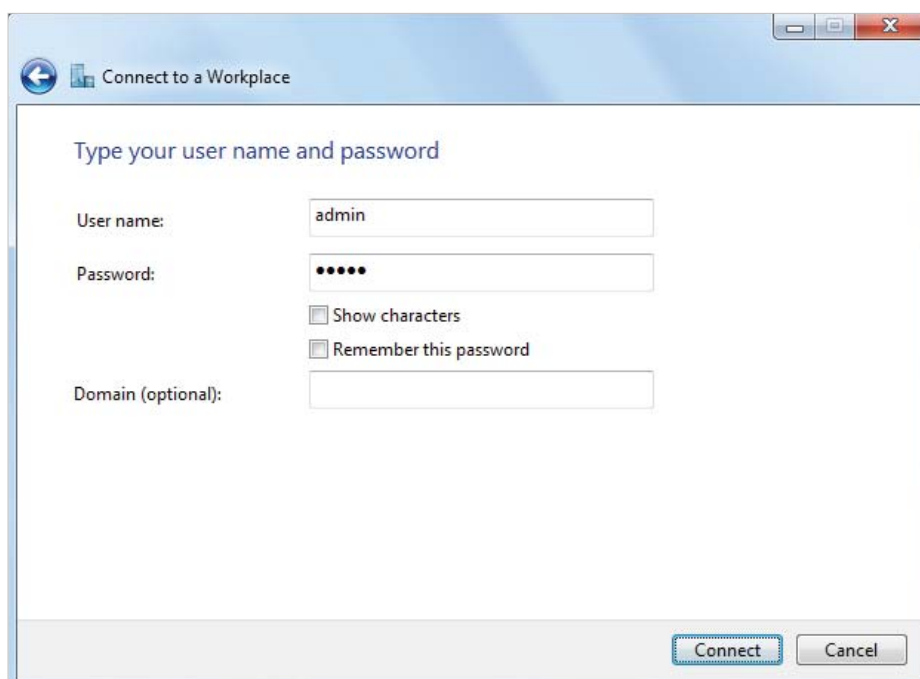 Connect to a Workplace
Type your user name and password
User name: admin
Password: •••••
Show characters
Remember this password
Domain (optional):
Connect Cancel